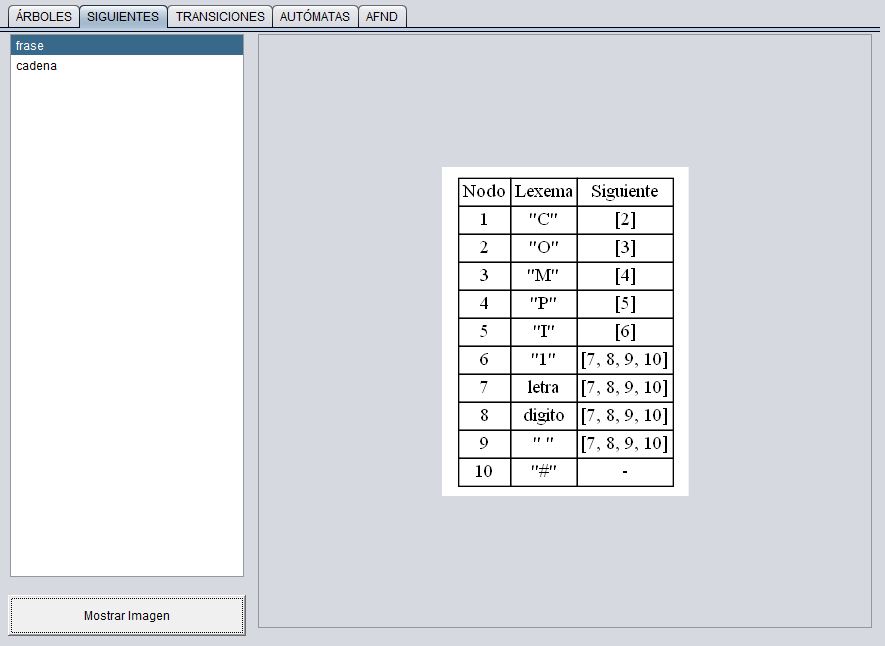 ÁRBOLES SIGUIENTES TRANSICIONES AUTÓMATAS AFND
frase
cadena
Nodo Lexema Siguiente
1 "C" [2]
2 "O" [3]
3 "M" [4]
4 "P" [5]
5 "I" [6]
6 "1" [7, 8, 9, 10]
7 letra [7, 8, 9, 10]
8 digito [7, 8, 9, 10]
9 " " [7, 8, 9, 10]
10 "#" -
Mostrar Imagen